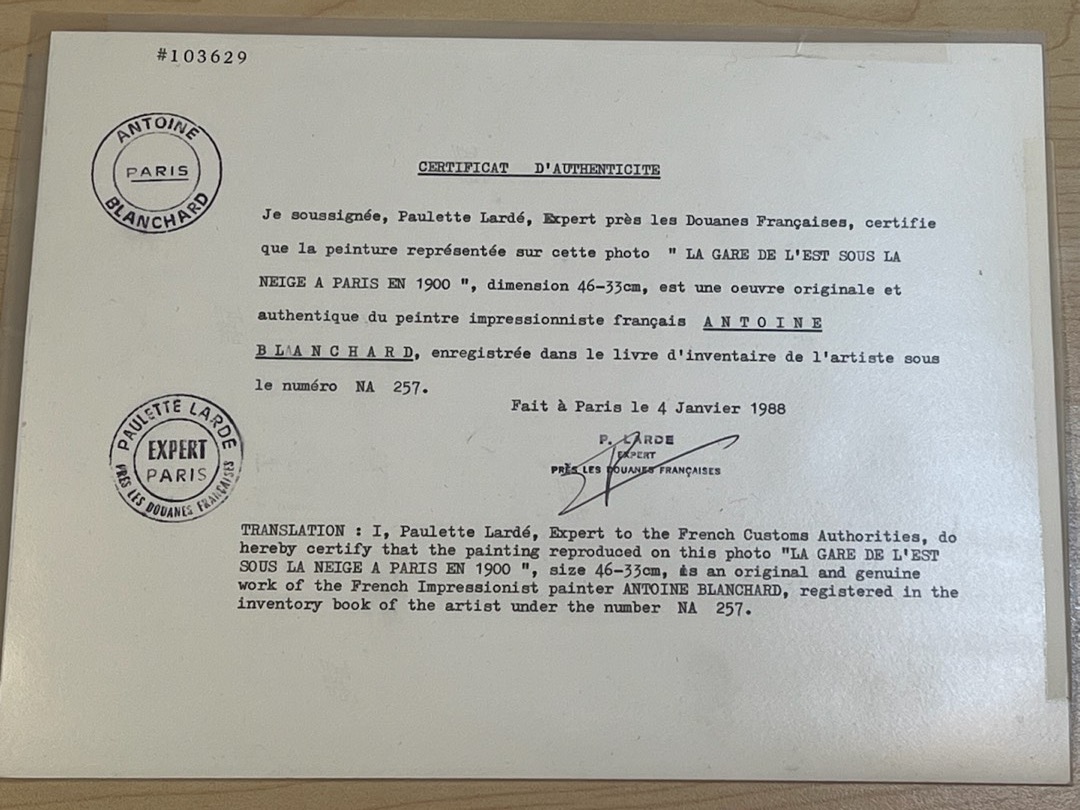 #103629
ANTOINE
PARIS
BLANCHARD
CERTIFICAT D'AUTHENTICITE
Je soussignée, Paulette Lardé, Expert près les Douanes Françaises, certifie
que la peinture représentée sur cette photo " LA GARE DE L'EST SOUS LA
NEIGE A PARIS EN 1900 ", dimension 46-33cm, est une oeuvre originale et
authentique du peintre impressionniste français A N T O I N E
B L A N C H A R D, enregistrée dans le livre d'inventaire de l'artiste sous
le numéro NA 257.
Fait à Paris le 4 Janvier 1988
PAULETTE LARDE
EXPERT
PARIS
PRÈS LES DOUANES FRANÇAISES
P. LARDE
EXPERT
PRÈS LES DOUANES FRANÇAISES
TRANSLATION : I, Paulette Lardé, Expert to the French Customs Authorities, do
hereby certify that the painting reproduced on this photo "LA GARE DE L'EST
SOUS LA NEIGE A PARIS EN 1900 ", size 46-33cm, is an original and genuine
work of the French Impressionist painter ANTOINE BLANCHARD, registered in the
inventory book of the artist under the number NA 257.